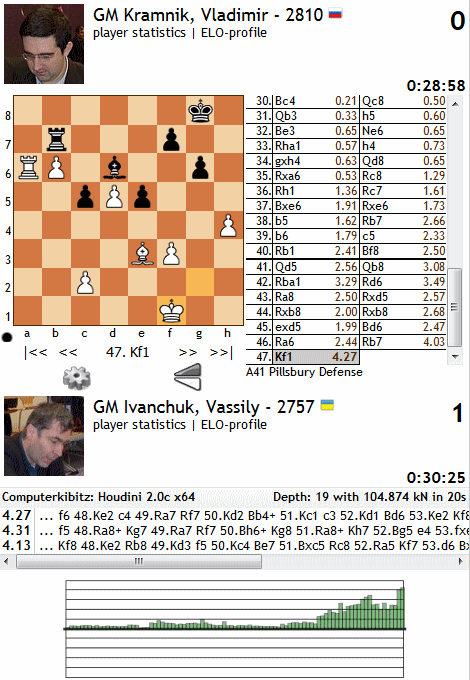 GM Kramnik, Vladimir - 2810
player statistics | ELO-profile
0
0:28:58
8
7
6
5
4
3
2
1
a b c d e f g h
|<< << 47. Kf1 >> >>|
30. Bc4 0.21 Qc8 0.50
31. Qb3 0.33 h5 0.60
32. Be3 0.65 Ne6 0.65
33. Rha1 0.57 h4 0.73
34. gxh4 0.63 Qd8 0.65
35. Rxa6 0.53 Rc8 1.29
36. Rh1 1.36 Rc7 1.61
37. Bxe6 1.91 Rxe6 1.73
38. b5 1.62 Rb7 2.66
39. b6 1.79 c5 2.33
40. Rb1 2.41 Bf8 2.50
41. Qd5 2.56 Qb8 3.08
42. Rba1 3.29 Rd6 3.49
43. Ra8 2.50 Rxd5 2.57
44. Rxb8 2.00 Rxb8 2.68
45. exd5 1.99 Bd6 2.47
46. Ra6 2.44 Rb7 4.03
47. Kf1 4.27
A41 Pillsbury Defense
GM Ivanchuk, Vassily - 2757
player statistics | ELO-profile
1
0:30:25
Computerkibitz: Houdini 2.0c x64 Depth: 19 with 104.874 kN in 20s
4.27 ... f6 48.Ke2 c4 49.Ra7 Rf7 50.Kd2 Bb4+ 51.Kc1 c3 52.Kd1 Bd6 53.Ke2 Kf8
4.31 ... f5 48.Ra8+ Kg7 49.Ra7 Rf7 50.Bh6+ Kg8 51.Ra8+ Kh7 52.Bg5 e4 53.fxe
4.13 ... Kf8 48.Ke2 Rb8 49.Kd3 f5 50.Kc4 Be7 51.Bxc5 Rc8 52.Ra5 Kf7 53.d6 Bx